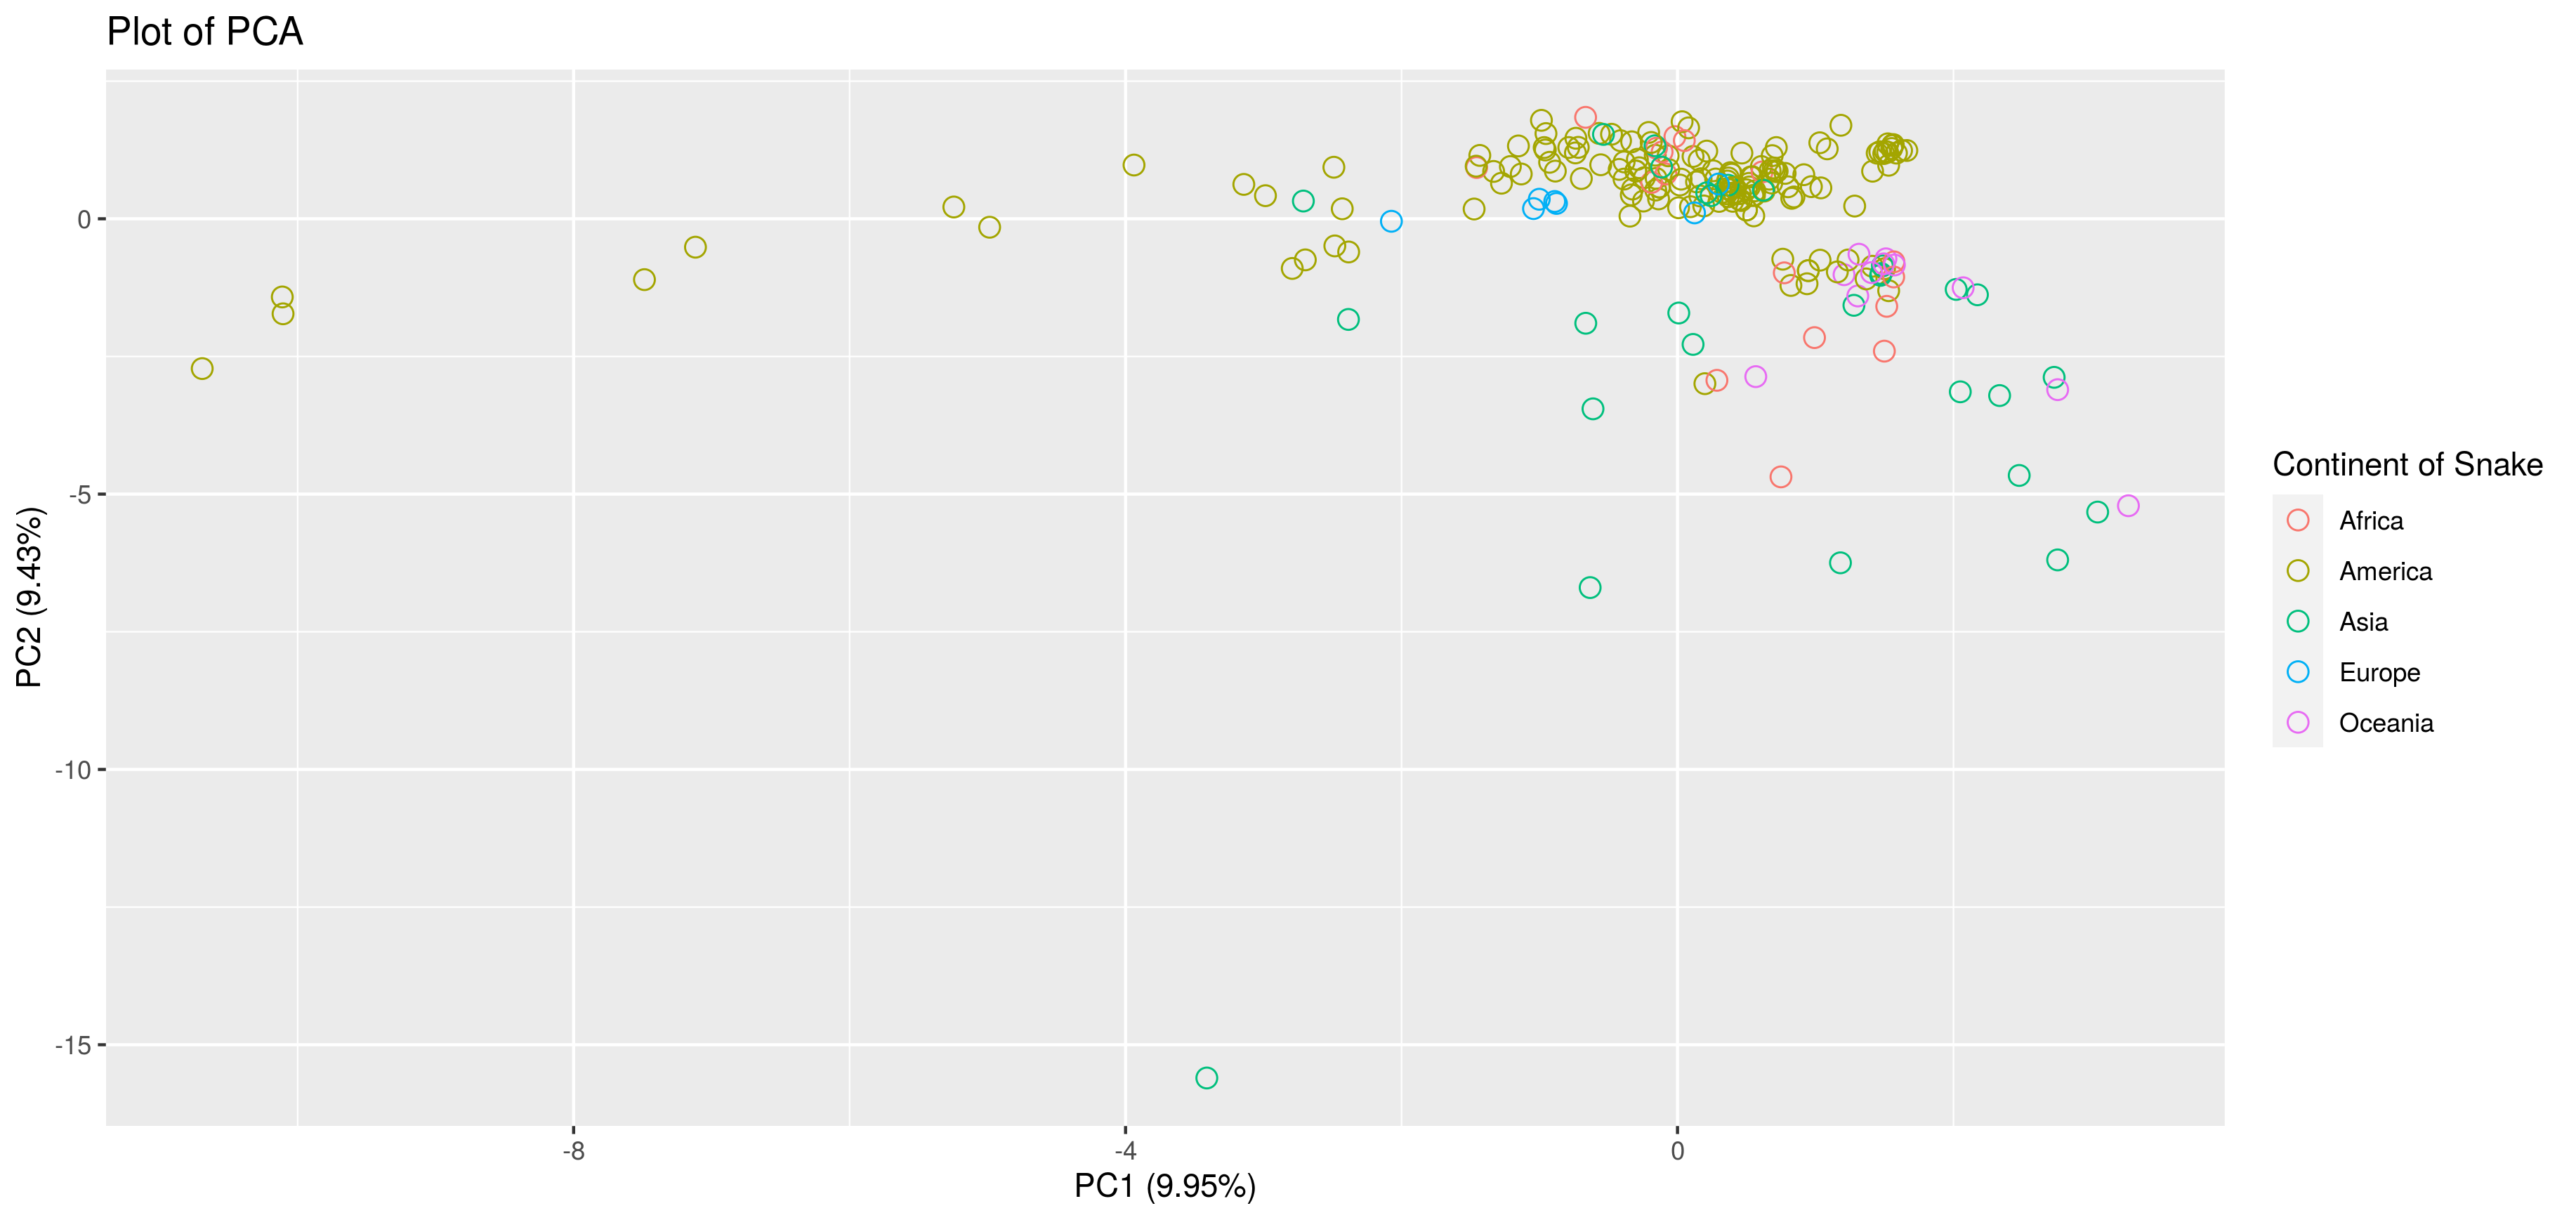 Plot of PCA
0
-5
-10
-15
PC2 (9.43%)
-8
-4
0
PC1 (9.95%)
Continent of Snake
Africa
America
Asia
Europe
Oceania